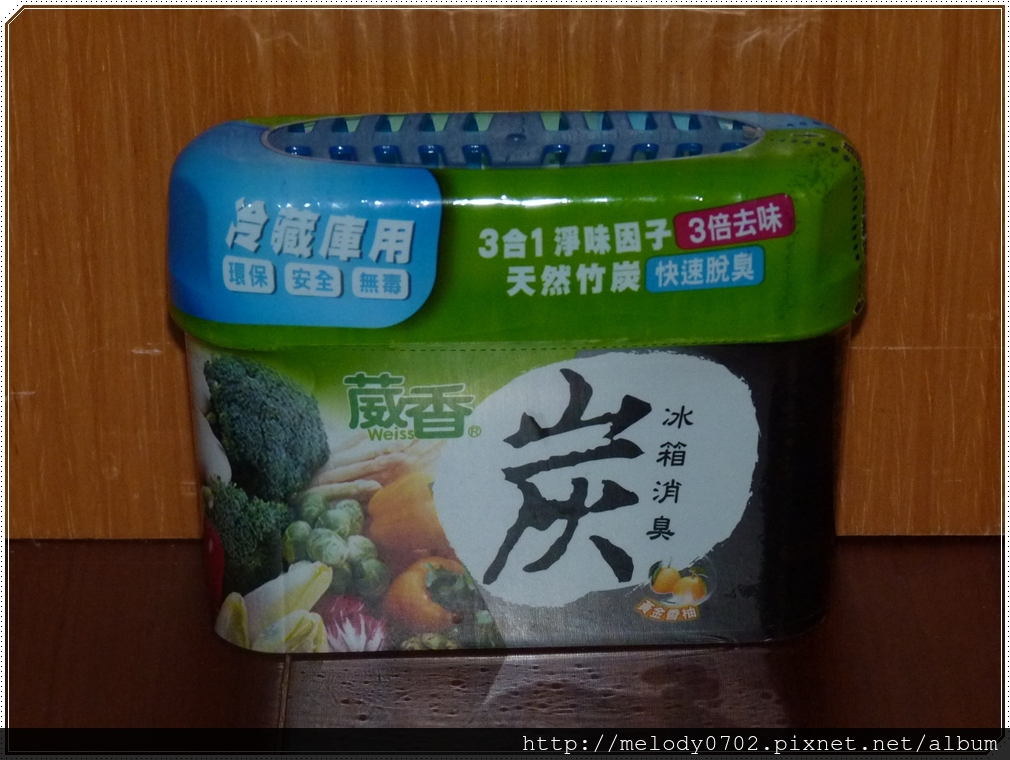 冷藏庫用
環保 安全 無毒
3合1 淨味因子 3倍去味
天然竹炭 快速脫臭
葳香®
Weiss
炭
冰箱消臭
黃金香柚
http://melody0702.pixnet.net/album